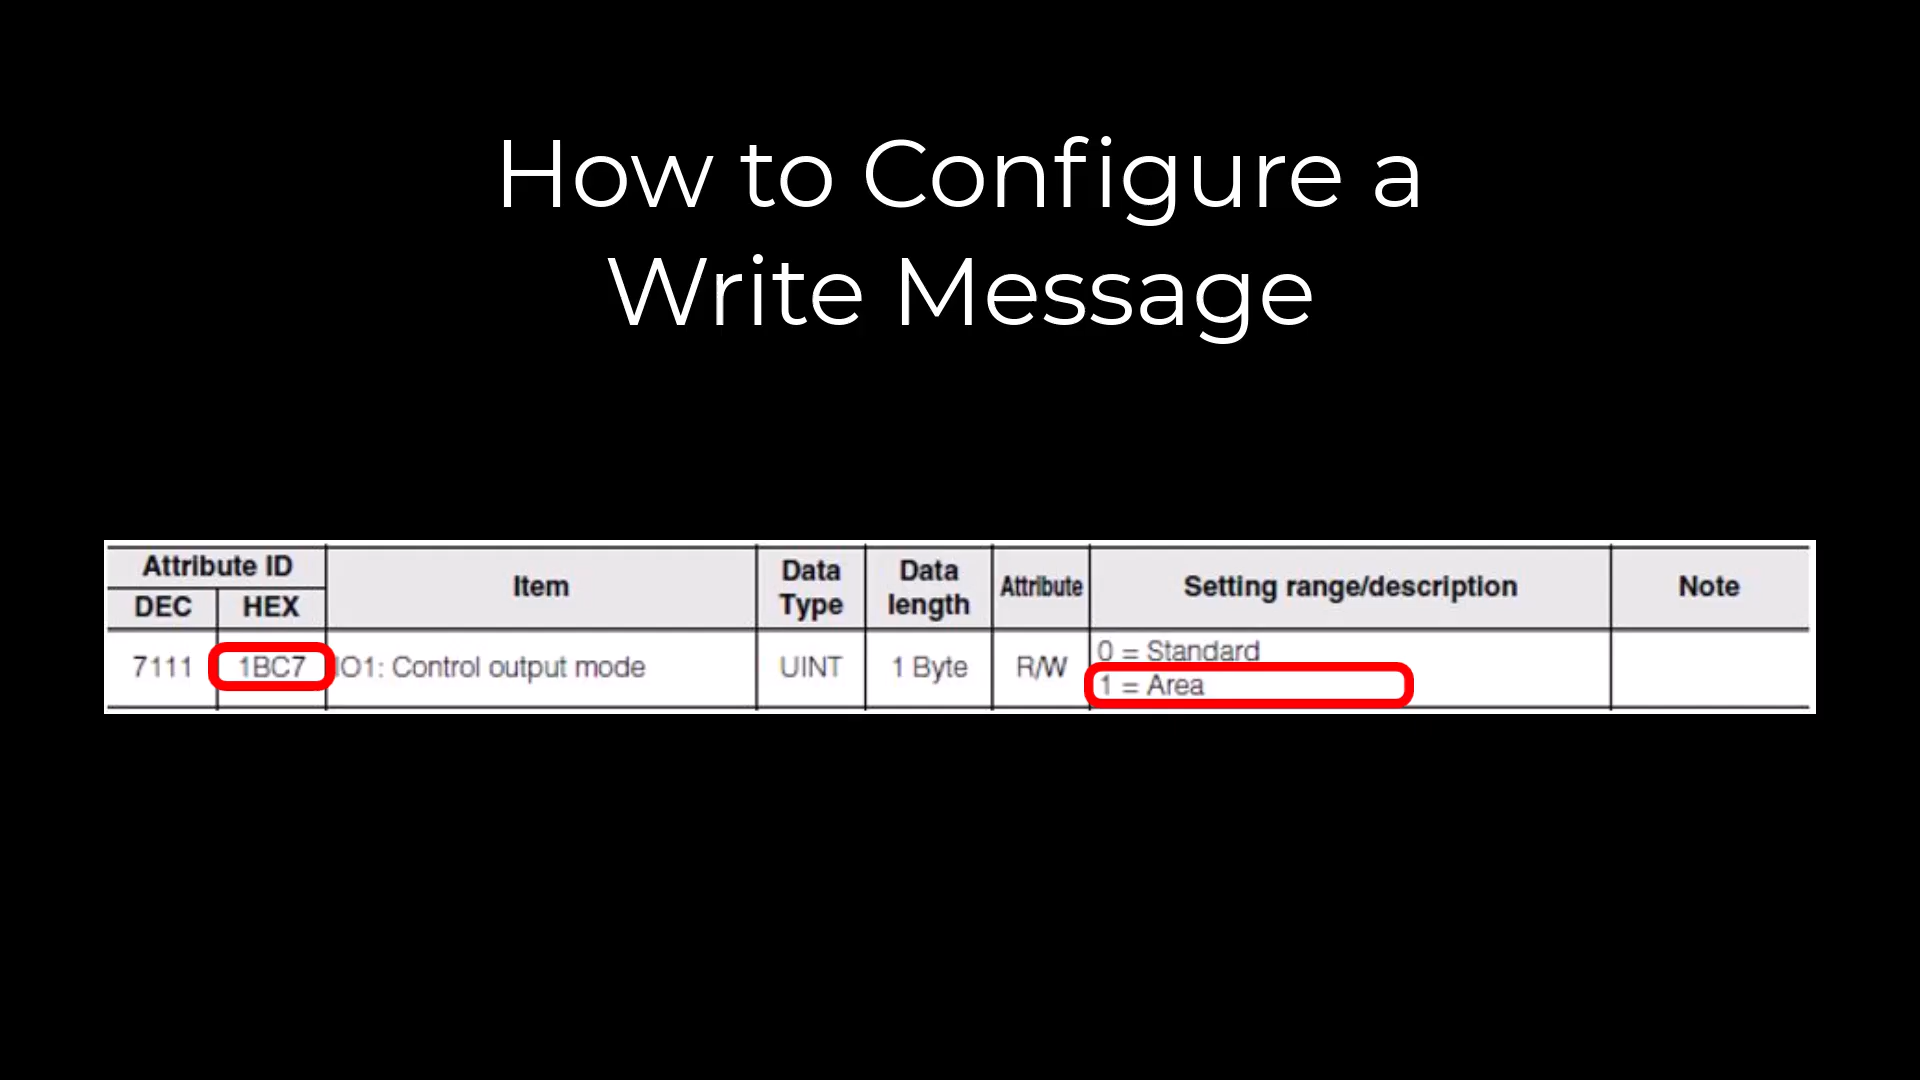 How to Configure a
Write Message
Attribute ID
DEC HEX
Item
Data
Type
Data
length
Attribute
Setting range/description
Note
7111 1BC7 IO1: Control output mode UINT 1 Byte R/W
0 = Standard
1 = Area